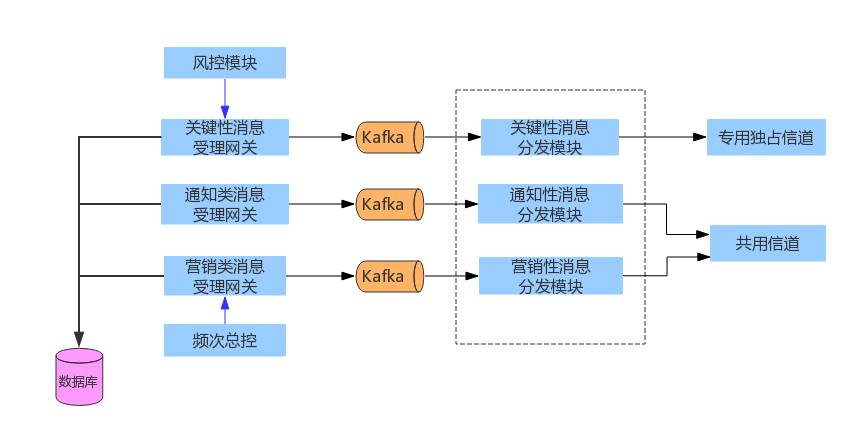 风控模块
关键性消息
受理网关
Kafka
关键性消息
分发模块
专用独占信道
通知类消息
受理网关
Kafka
通知性消息
分发模块
共用信道
营销类消息
受理网关
Kafka
营销性消息
分发模块
频次总控
数据库